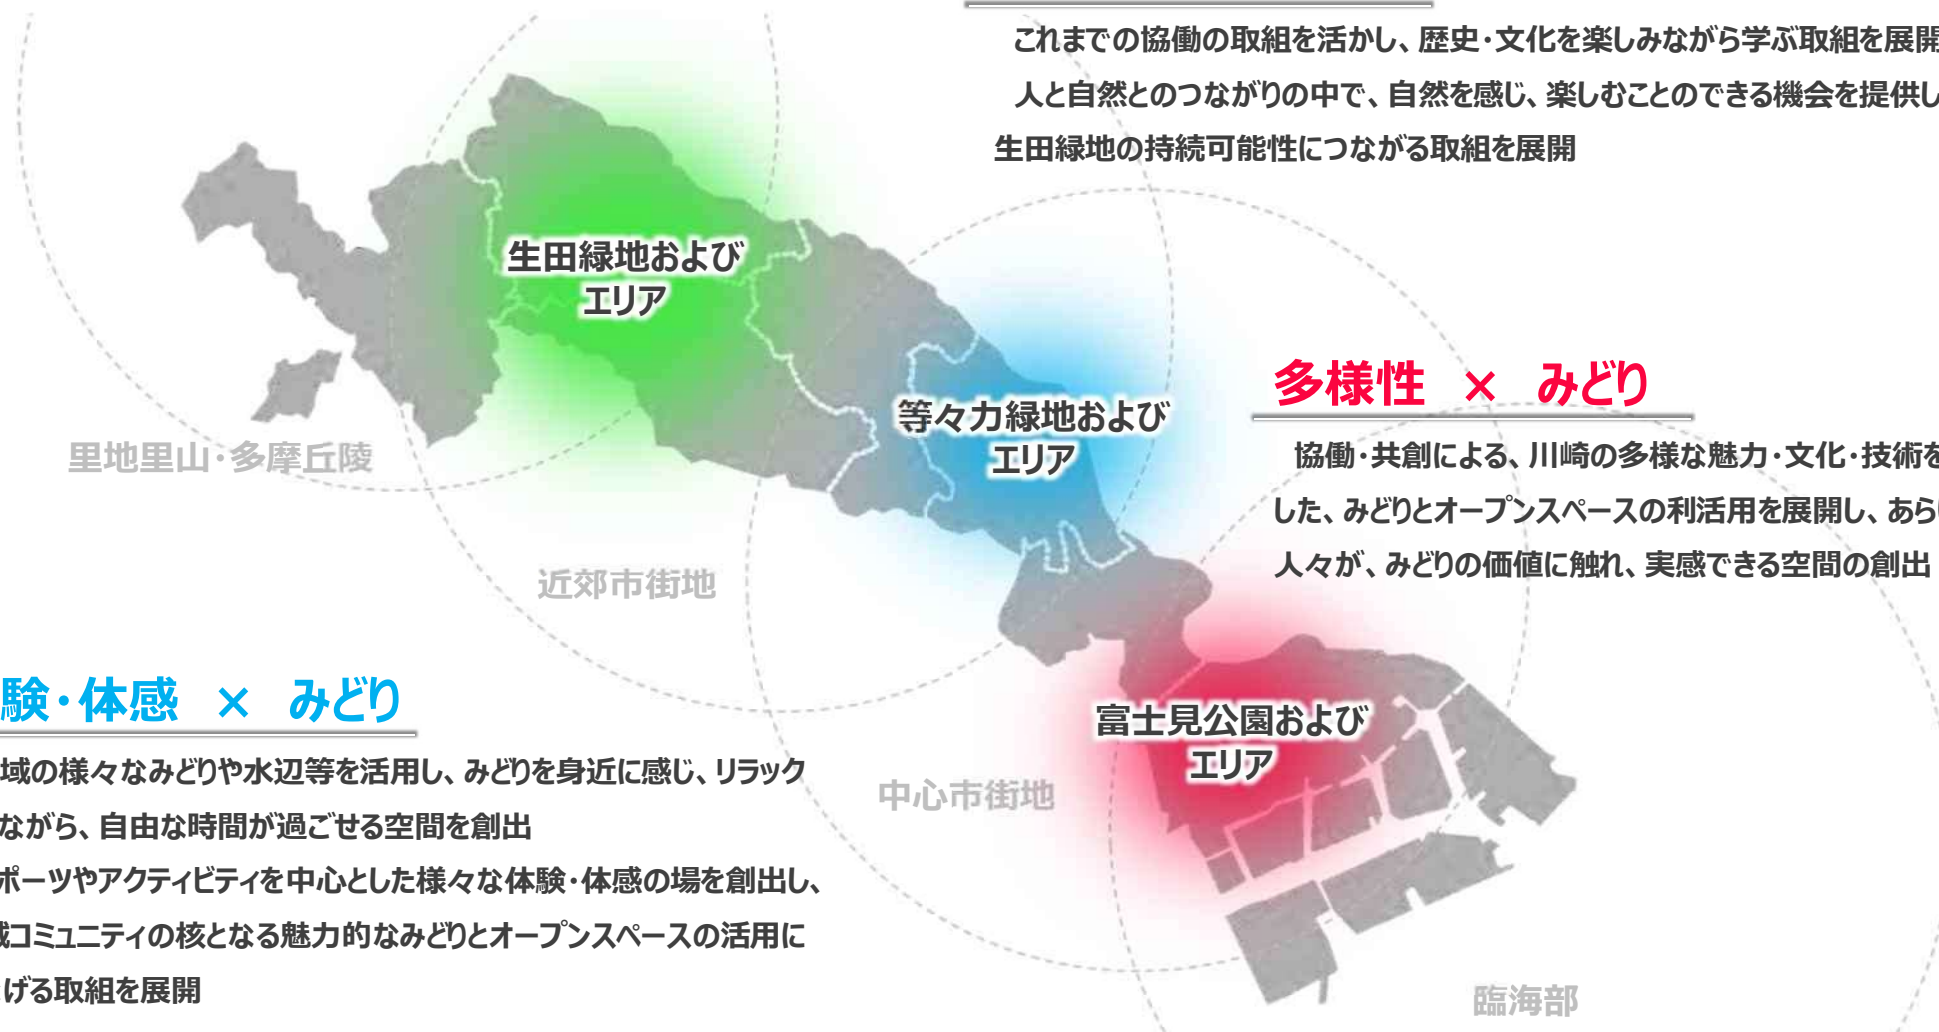 これまでの協働の取組を活かし、歴史・文化を楽しみながら学ぶ取組を展開
人と自然とのつながりの中で、自然を感じ、楽しむことのできる機会を提供し
生田緑地の持続可能性につながる取組を展開
生田緑地および
エリア
等々力緑地および
エリア
多様性 × みどり
協働・共創による、川崎の多様な魅力・文化・技術を
した、みどりとオープンスペースの利活用を展開し、あら
人々が、みどりの価値に触れ、実感できる空間の創出
里地里山・多摩丘陵
近郊市街地
験・体感 × みどり
域の様々なみどりや水辺等を活用し、みどりを身近に感じ、リラック
ながら、自由な時間が過ごせる空間を創出
ポーツやアクティビティを中心とした様々な体験・体感の場を創出し、
域コミュニティの核となる魅力的なみどりとオープンスペースの活用に
げる取組を展開
富士見公園および
エリア
中心市街地
臨海部